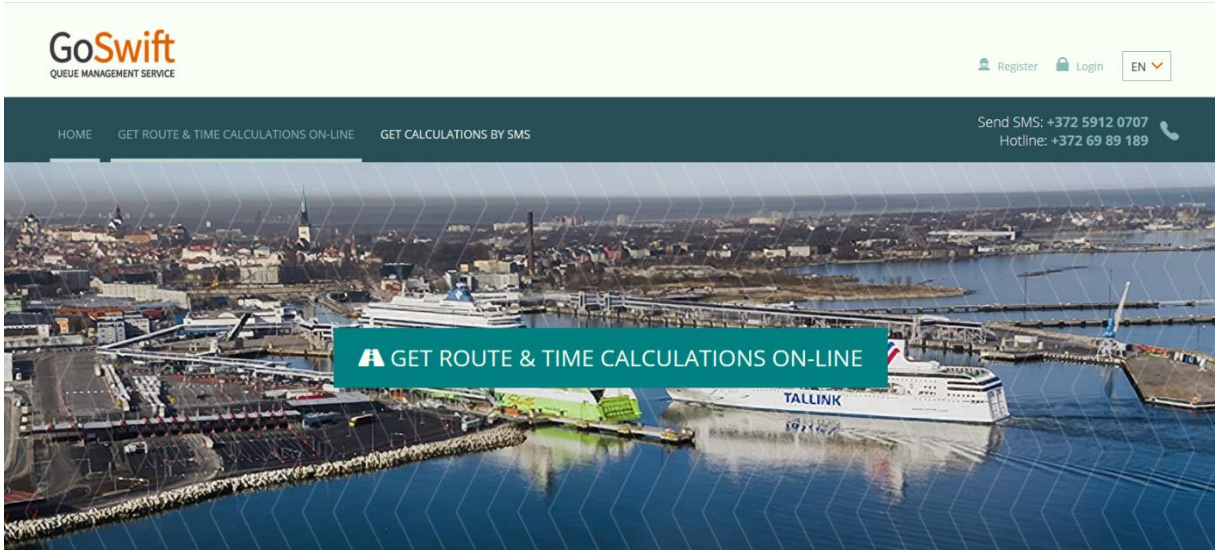 GoSwift
QUEUE MANAGEMENT SERVICE
Register Login EN
HOME GET ROUTE & TIME CALCULATIONS ON-LINE GET CALCULATIONS BY SMS
Send SMS: +372 5912 0707
Hotline: +372 69 89 189
GET ROUTE & TIME CALCULATIONS ON-LINE
TALLINK